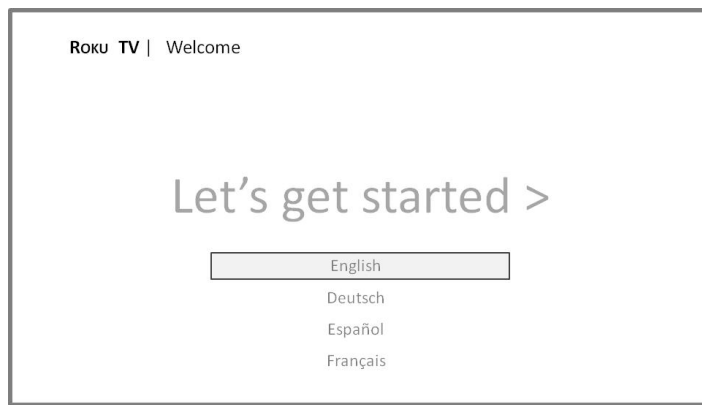 ROKU TV | Welcome
Let's get started >
English
Deutsch
Español
Français